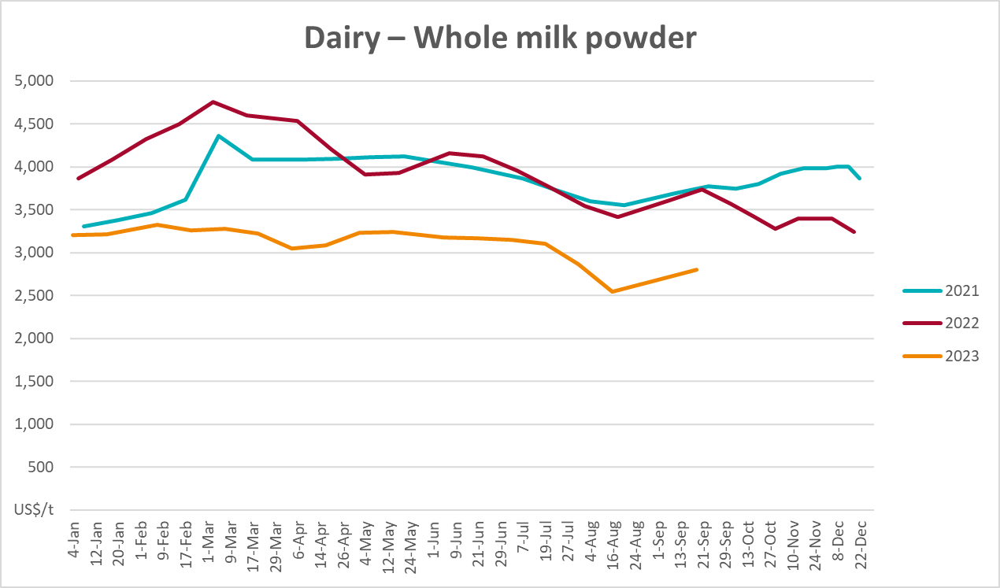 Dairy – Whole milk powder
5,000
4,500
4,000
3,500
3,000
2,500
2,000
1,500
1,000
500
US$/t
4-Jan
12-Jan
20-Jan
1-Feb
9-Feb
17-Feb
1-Mar
9-Mar
17-Mar
29-Mar
6-Apr
14-Apr
26-Apr
4-May
12-May
24-May
1-Jun
9-Jun
21-Jun
29-Jun
7-Jul
19-Jul
27-Jul
4-Aug
16-Aug
24-Aug
1-Sep
13-Sep
21-Sep
29-Sep
13-Oct
27-Oct
10-Nov
24-Nov
8-Dec
22-Dec
2021
2022
2023